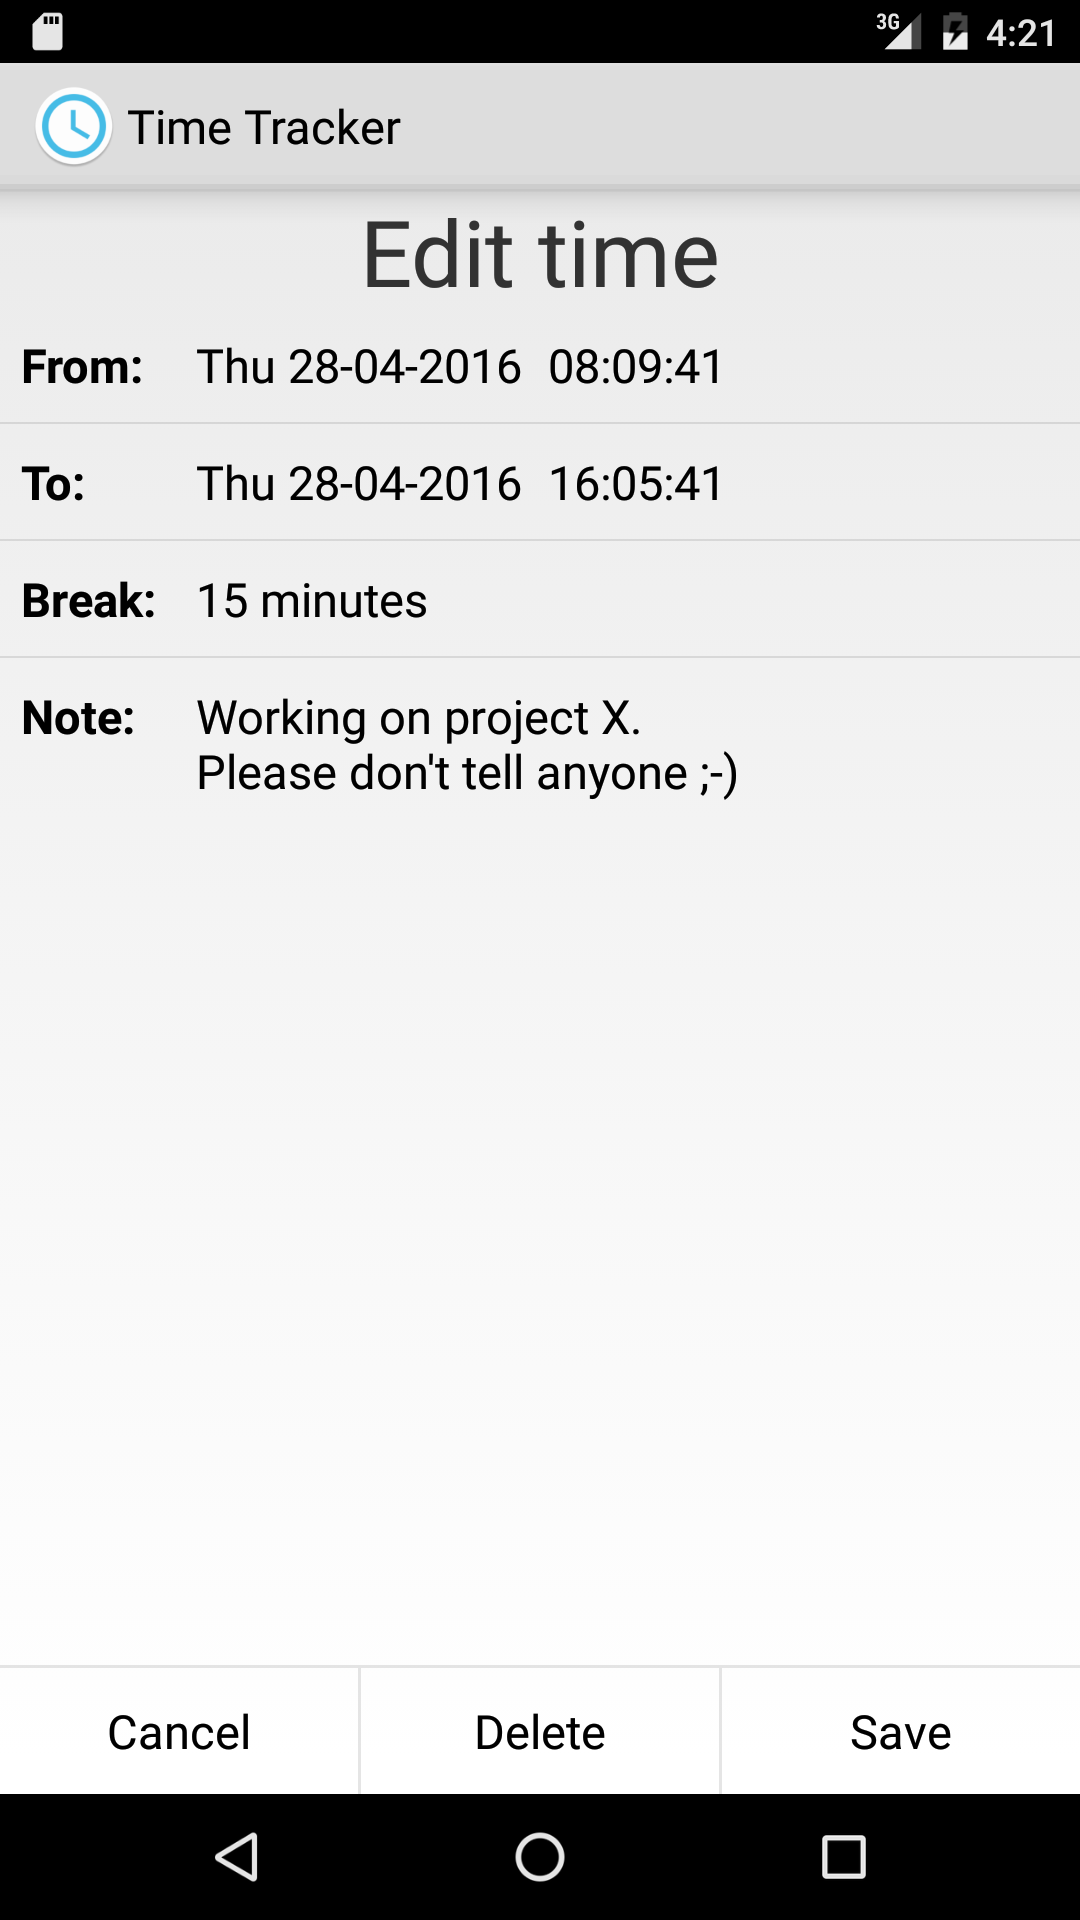 3G 4:21
Time Tracker
Edit time
From: Thu 28-04-2016 08:09:41
To: Thu 28-04-2016 16:05:41
Break: 15 minutes
Note: Working on project X.
Please don't tell anyone ;-)
Cancel Delete Save